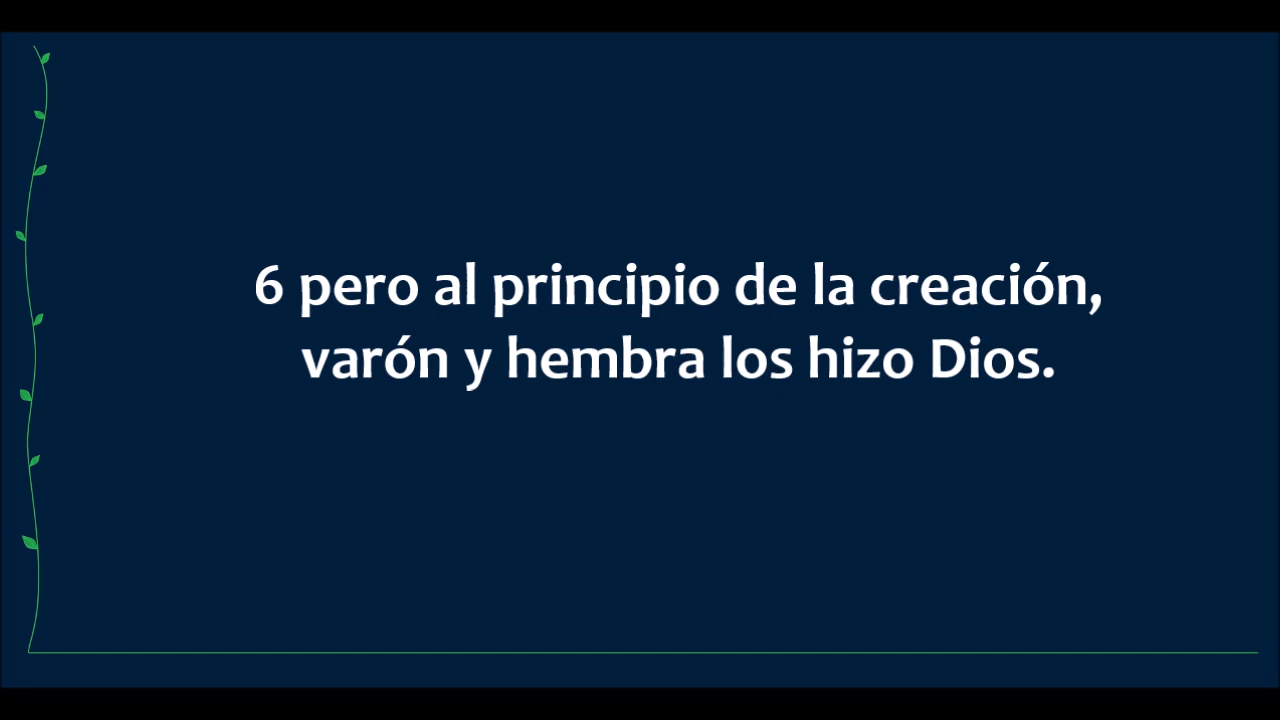 6 pero al principio de la creación,
varón y hembra los hizo Dios.